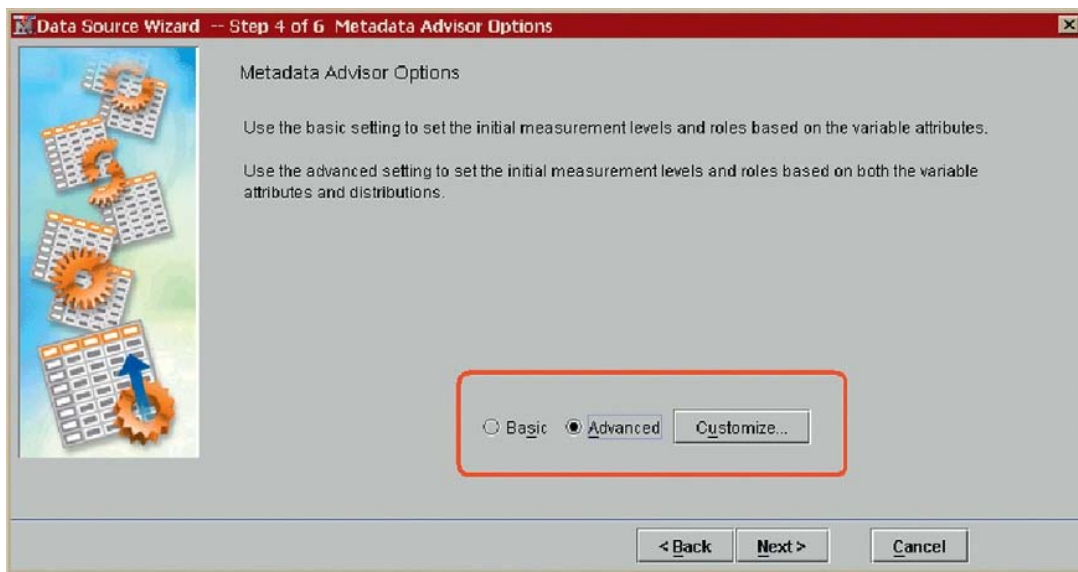 Data Source Wizard -- Step 4 of 6 Metadata Advisor Options
Metadata Advisor Options
Use the basic setting to set the initial measurement levels and roles based on the variable attributes.
Use the advanced setting to set the initial measurement levels and roles based on both the variable
attributes and distributions.
Basic Advanced Customize...
< Back Next > Cancel